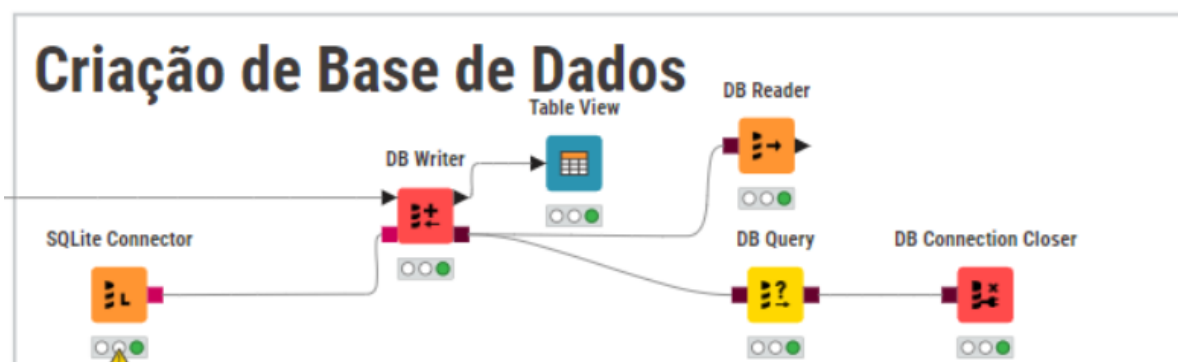 Criação de Base de Dados
Table View
DB Reader
DB Writer
SQLite Connector
DB Query
DB Connection Closer